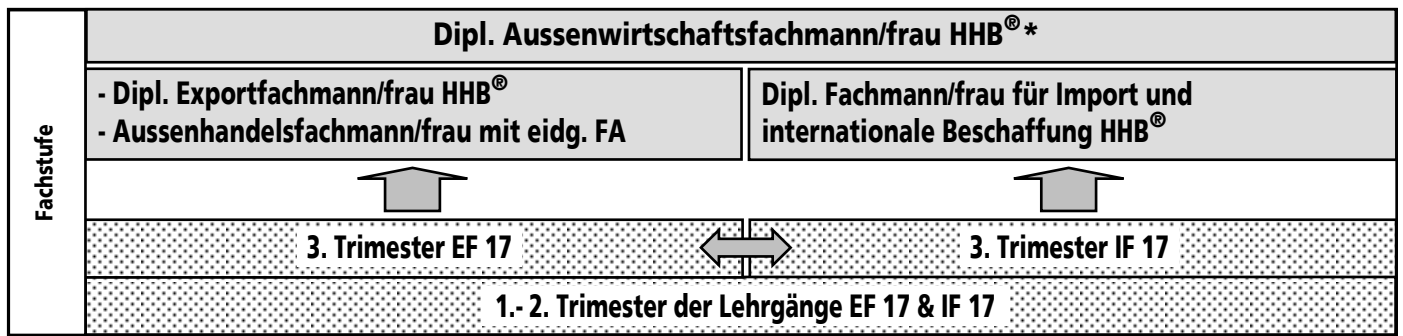 Fachstufe
Dipl. Aussenwirtschaftsfachmann/frau HHB®*
- Dipl. Exportfachmann/frau HHB®
- Aussenhandelsfachmann/frau mit eidg. FA
Dipl. Fachmann/frau für Import und
internationale Beschaffung HHB®
3. Trimester EF 17
3. Trimester IF 17
1.- 2. Trimester der Lehrgänge EF 17 & IF 17